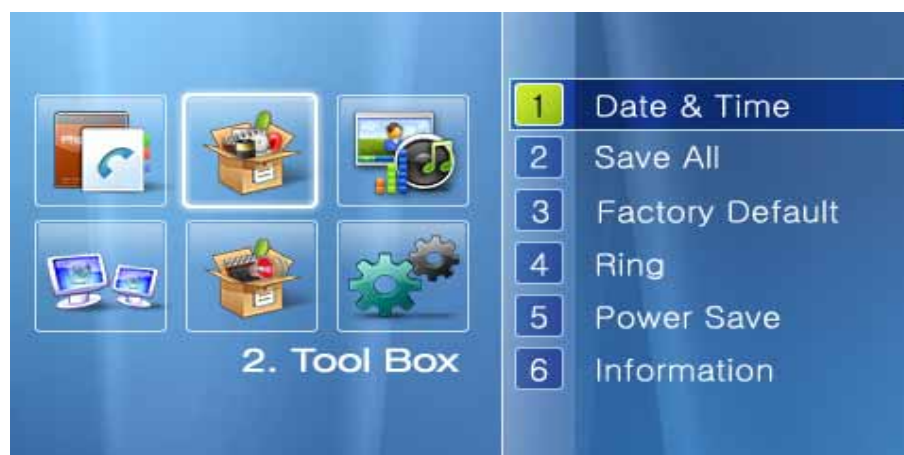 2. Tool Box
1 Date & Time
2 Save All
3 Factory Default
4 Ring
5 Power Save
6 Information